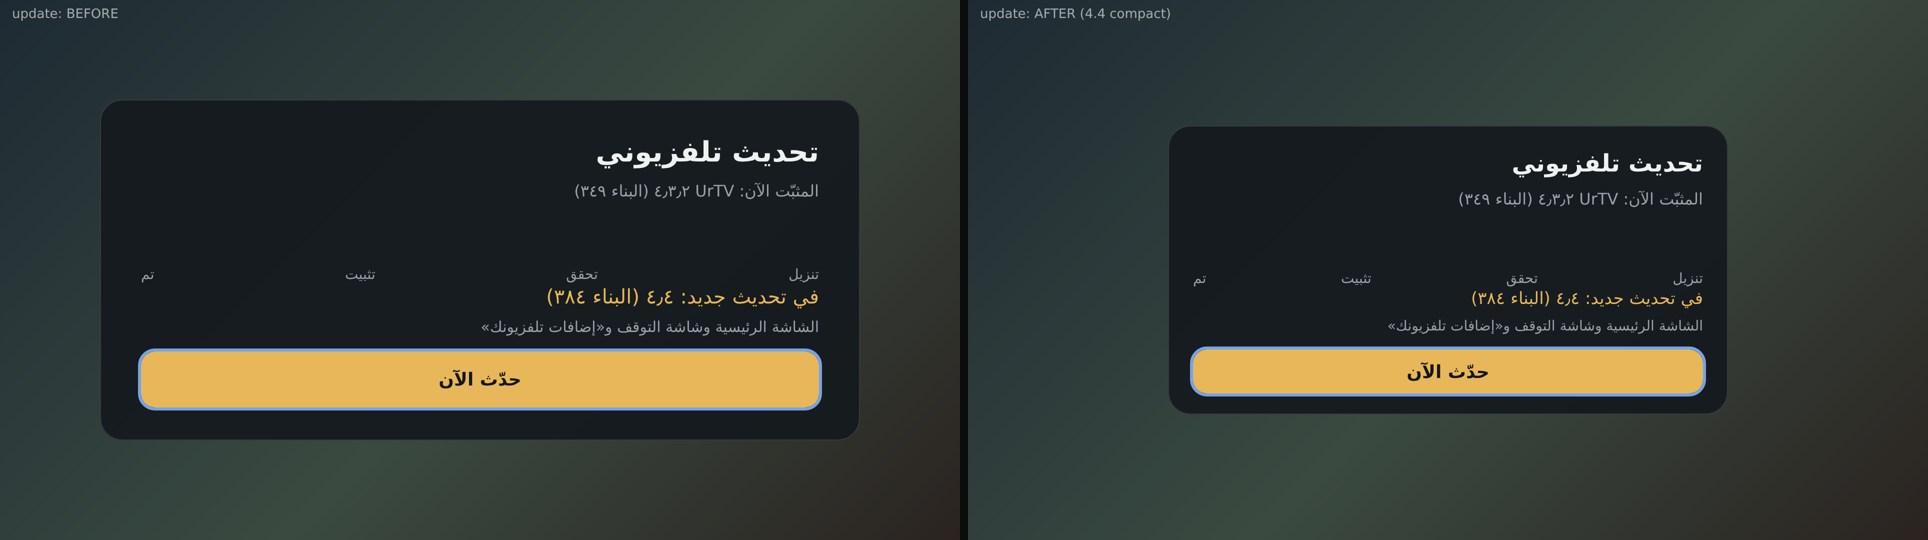 update: BEFORE
تحديث تلفزيوني
المثبّت الآن: UrTV ٤٫٣٫٢ (البناء ٣٤٩)
تنزيل تحقق تثبيت تم
في تحديث جديد: ٤٫٤ (البناء ٣٨٤)
الشاشة الرئيسية وشاشة التوقف و«إضافات تلفزيونك»
حدّث الآن
update: AFTER (4.4 compact)
تحديث تلفزيوني
المثبّت الآن: UrTV ٤٫٣٫٢ (البناء ٣٤٩)
تنزيل تحقق تثبيت تم
في تحديث جديد: ٤٫٤ (البناء ٣٨٤)
الشاشة الرئيسية وشاشة التوقف و«إضافات تلفزيونك»
حدّث الآن